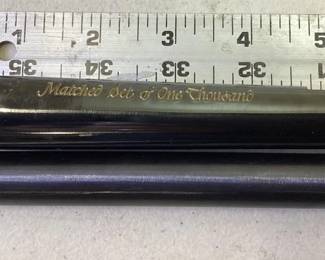 1 2 3 4 5
35 34 33 32
Matched Set of One Thousand